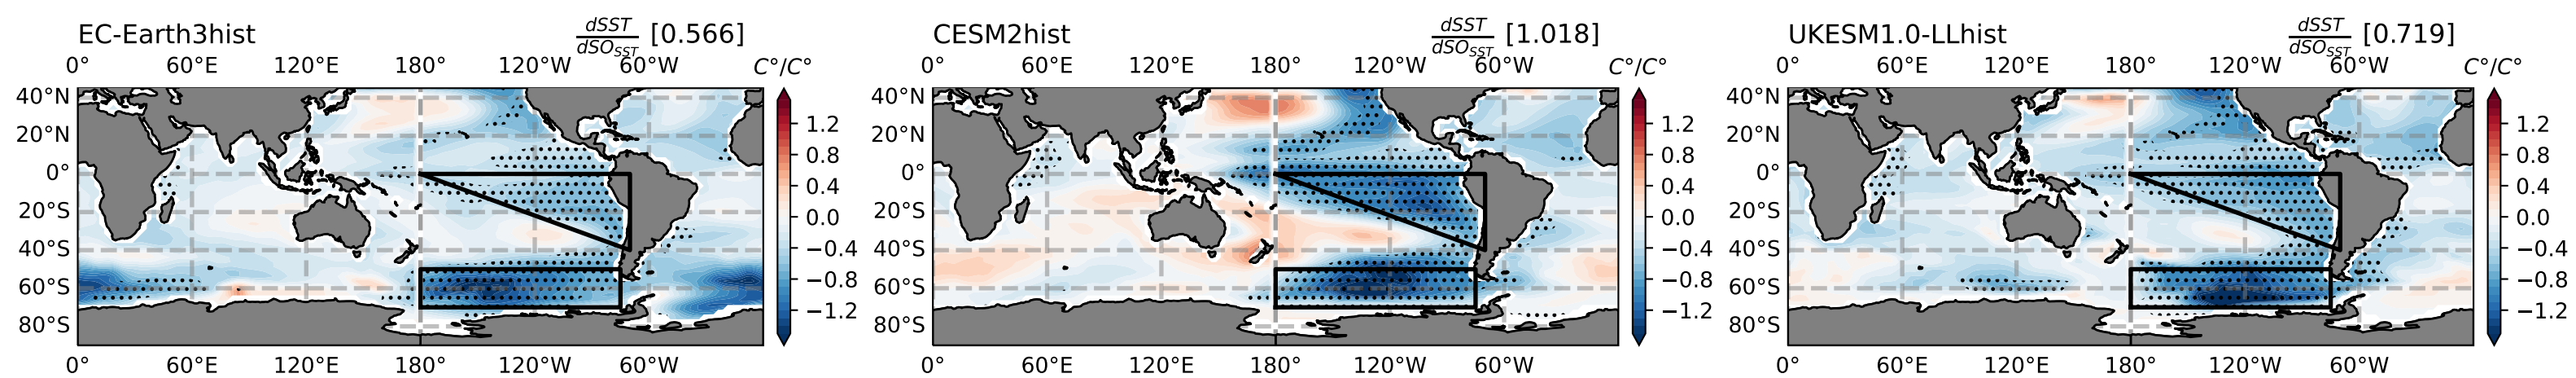 EC-Earth3hist dSST/dSO_SST [0.566]
0° 60°E 120°E 180° 120°W 60°W C°/C°
40°N
20°N
0°
20°S
40°S
60°S
80°S
0° 60°E 120°E 180° 120°W 60°W
1.2
0.8
0.4
0.0
−0.4
−0.8
−1.2
CESM2hist dSST/dSO_SST [1.018]
0° 60°E 120°E 180° 120°W 60°W C°/C°
40°N
20°N
0°
20°S
40°S
60°S
80°S
0° 60°E 120°E 180° 120°W 60°W
1.2
0.8
0.4
0.0
−0.4
−0.8
−1.2
UKESM1.0-LLhist dSST/dSO_SST [0.719]
0° 60°E 120°E 180° 120°W 60°W C°/C°
40°N
20°N
0°
20°S
40°S
60°S
80°S
0° 60°E 120°E 180° 120°W 60°W
1.2
0.8
0.4
0.0
−0.4
−0.8
−1.2